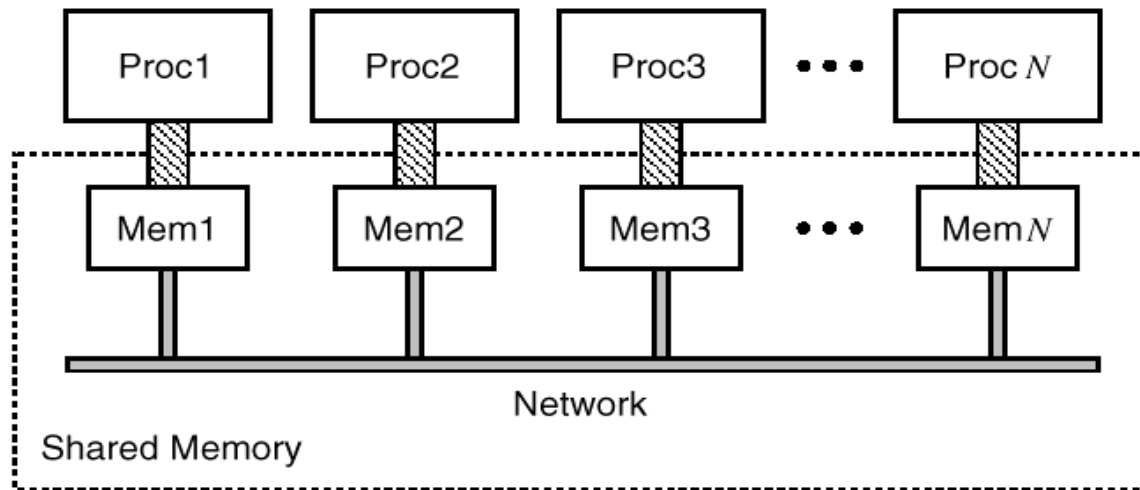 Proc1 Proc2 Proc3 ••• Proc N
Mem1 Mem2 Mem3 ••• Mem N
Network
Shared Memory